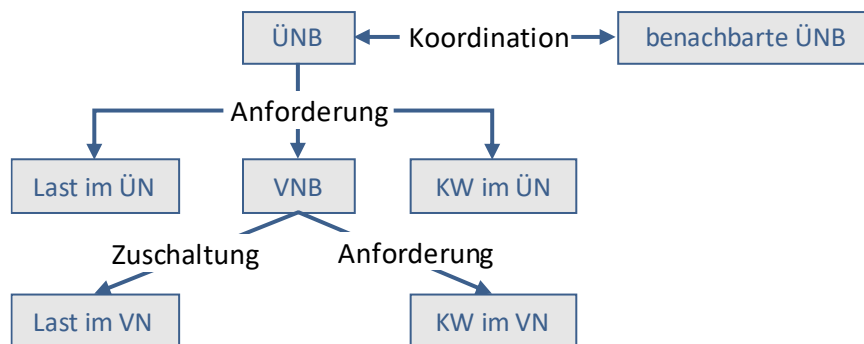 ÜNB
Koordination
benachbarte ÜNB
Anforderung
Last im ÜN
VNB
KW im ÜN
Zuschaltung
Anforderung
Last im VN
KW im VN